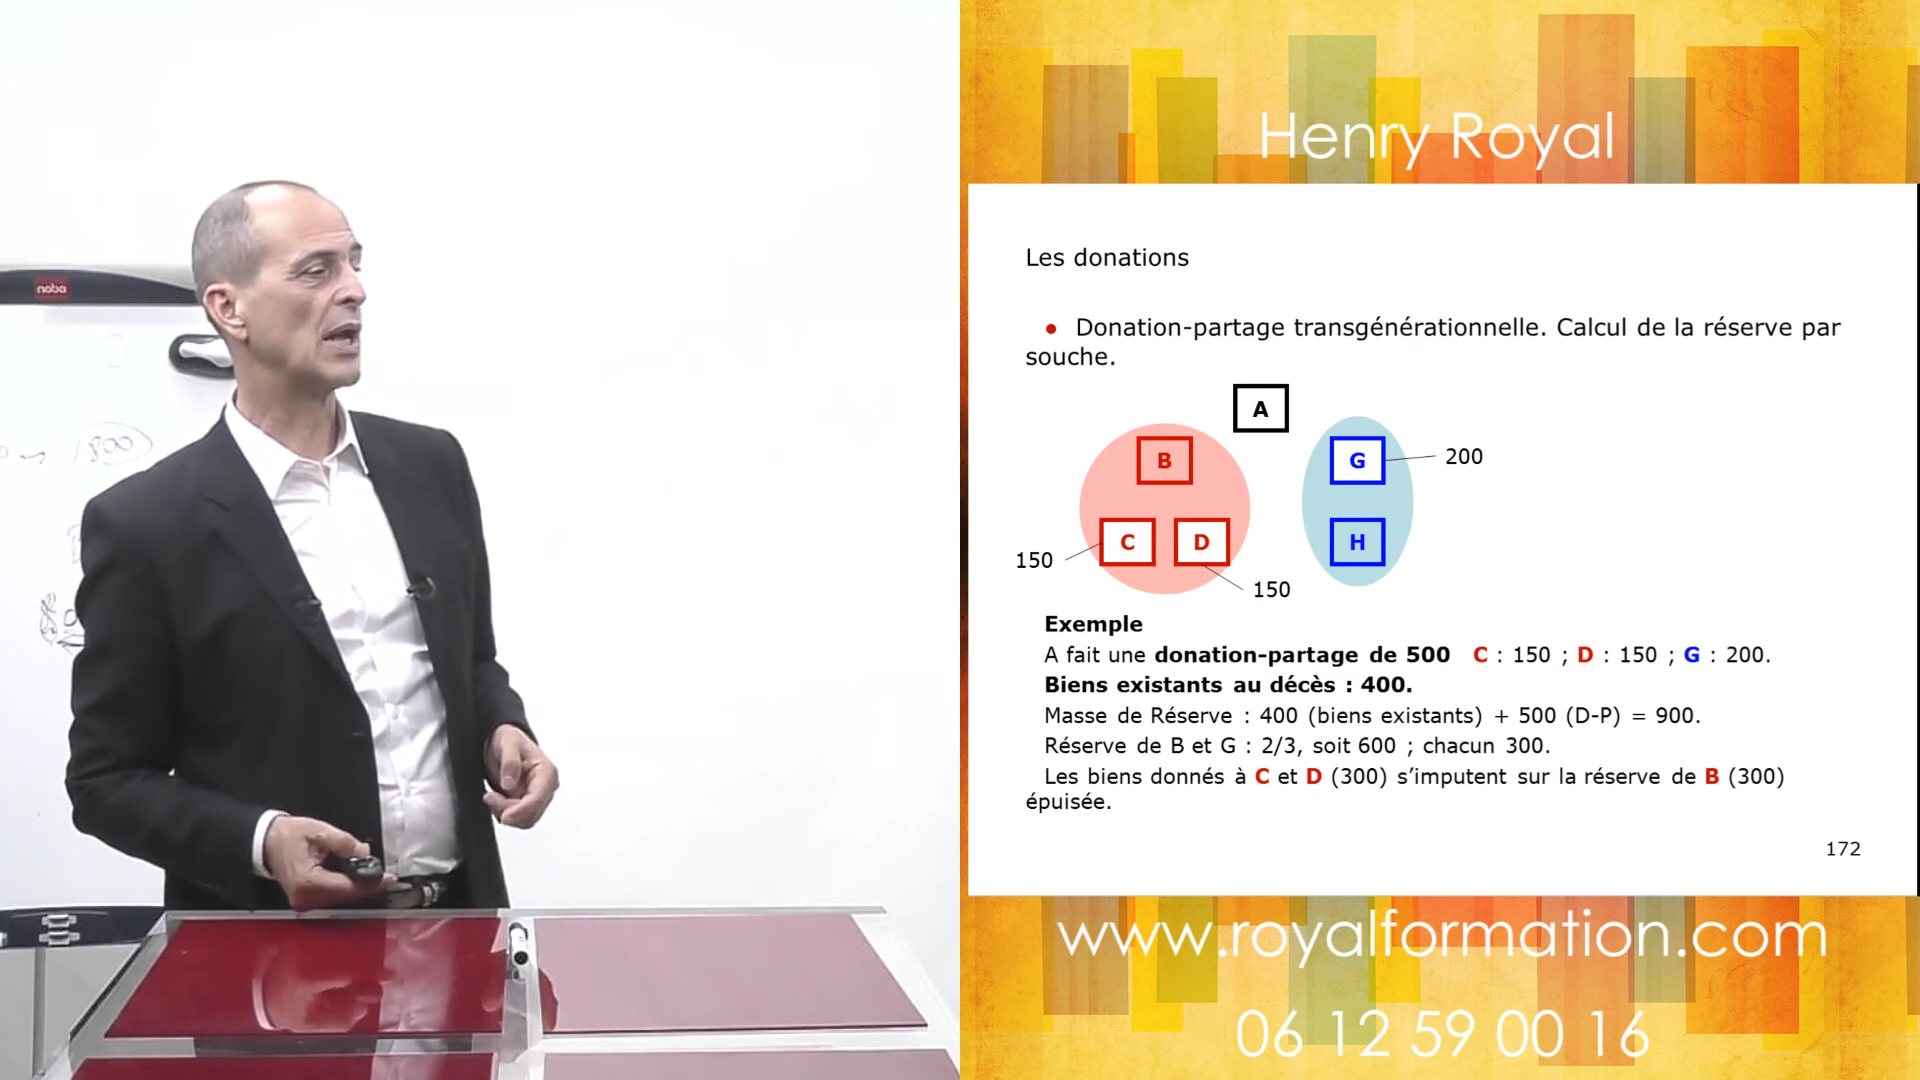 nobo
1800
Henry Royal
Les donations
• Donation-partage transgénérationnelle. Calcul de la réserve par
souche.
A
B
G
200
C
D
H
150
150
Exemple
A fait une donation-partage de 500 C : 150 ; D : 150 ; G : 200.
Biens existants au décès : 400.
Masse de Réserve : 400 (biens existants) + 500 (D-P) = 900.
Réserve de B et G : 2/3, soit 600 ; chacun 300.
Les biens donnés à C et D (300) s’imputent sur la réserve de B (300)
épuisée.
172
www.royalformation.com
06 12 59 00 16